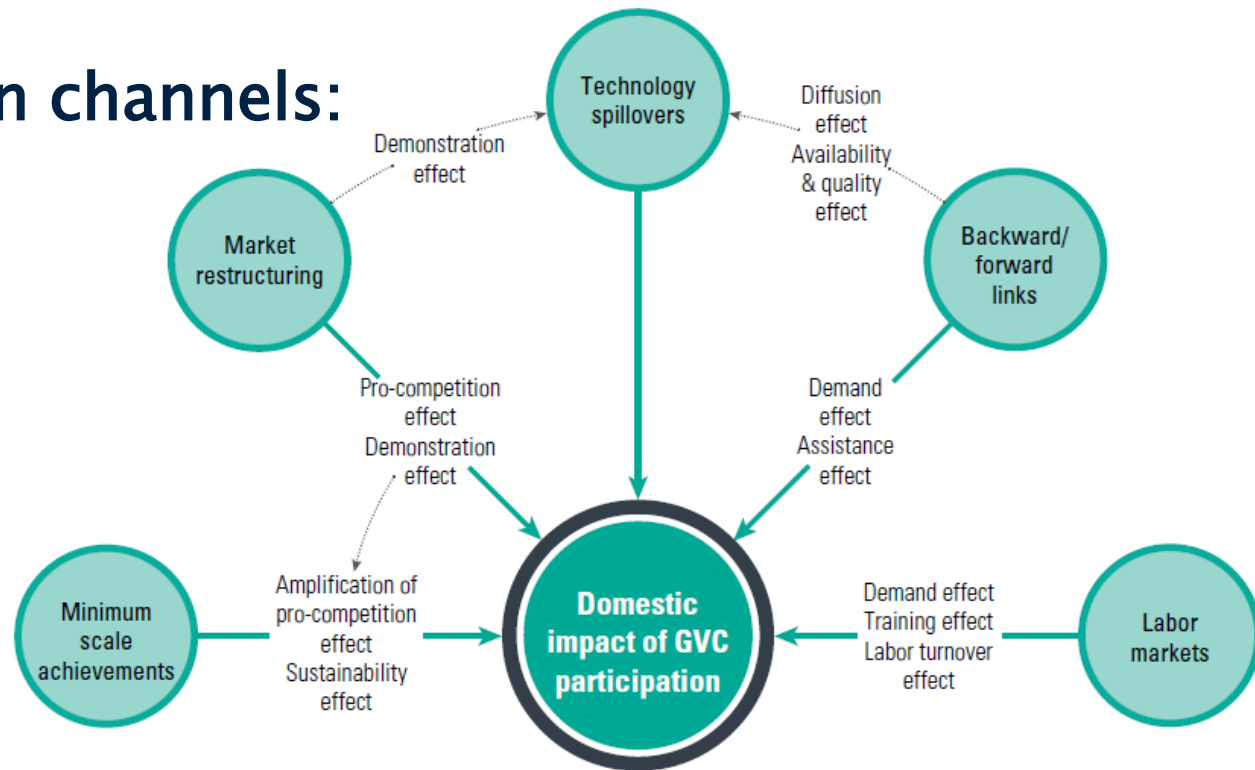 n channels:
Technology
spillovers
Demonstration
effect
Diffusion
effect
Availability
& quality
effect
Market
restructuring
Backward/
forward
links
Pro-competition
effect
Demonstration
effect
Demand
effect
Assistance
effect
Minimum
scale
achievements
Amplification of
pro-competition
effect
Sustainability
effect
Domestic
impact of GVC
participation
Demand effect
Training effect
Labor turnover
effect
Labor
markets